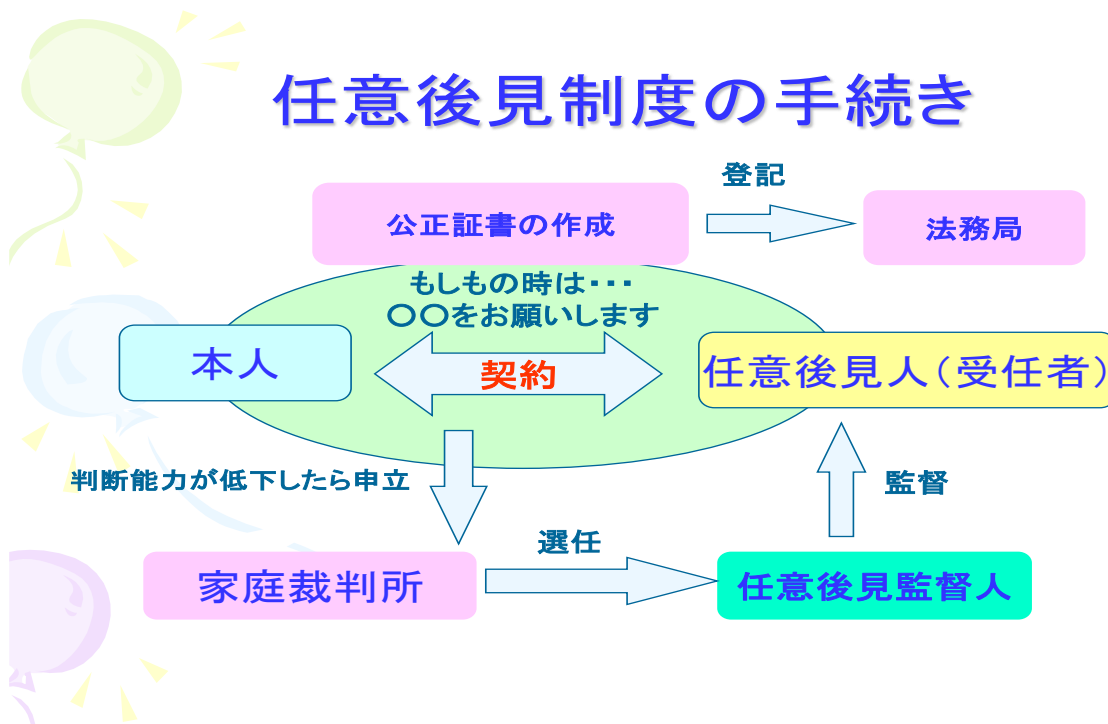 任意後見制度の手続き
登記
公正証書の作成
法務局
もしもの時は・・・
〇〇をお願いします
本人
契約
任意後見人（受任者）
判断能力が低下したら申立
監督
選任
家庭裁判所
任意後見監督人